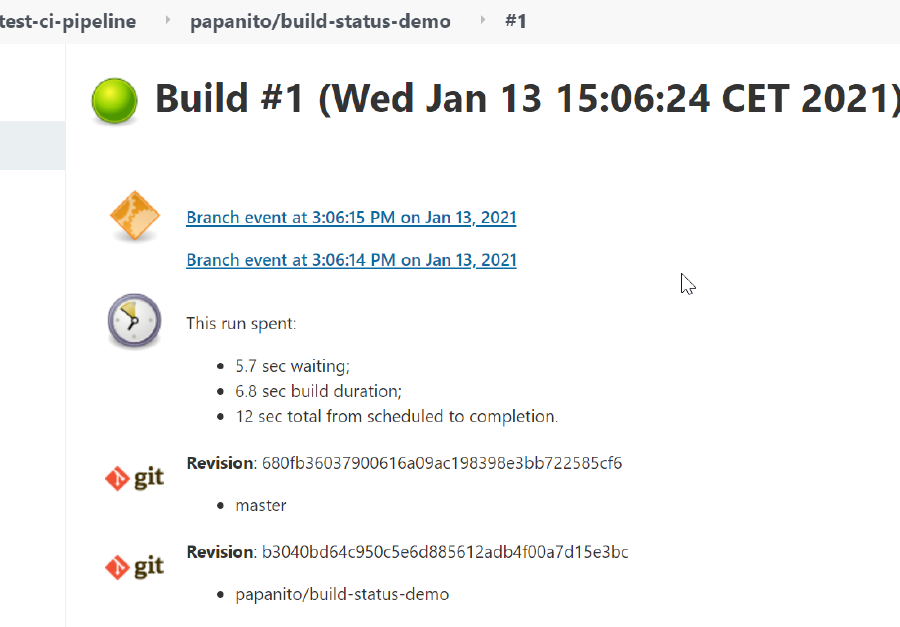 test-ci-pipeline papanito/build-status-demo #1
Build #1 (Wed Jan 13 15:06:24 CET 2021)
Branch event at 3:06:15 PM on Jan 13, 2021
Branch event at 3:06:14 PM on Jan 13, 2021
This run spent:
5.7 sec waiting;
6.8 sec build duration;
12 sec total from scheduled to completion.
git Revision: 680fb36037900616a09ac198398e3bb722585cf6
master
git Revision: b3040bd64c950c5e6d885612adb4f00a7d15e3bc
papanito/build-status-demo